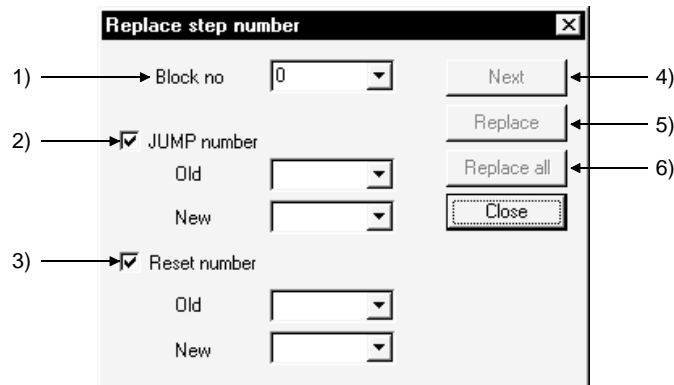 Replace step number
1) Block no 0 Next 4)
Replace 5)
2) JUMP number
Old Replace all 6)
New Close
3) Reset number
Old
New